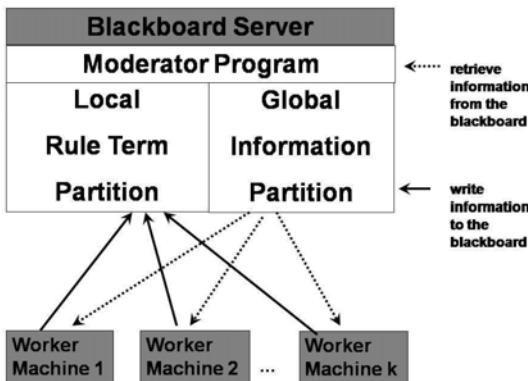 Blackboard Server
Moderator Program
Local
Rule Term
Partition
Global
Information
Partition
retrieve
information
from the
blackboard
write
information
to the
blackboard
Worker
Machine 1
Worker
Machine 2
...
Worker
Machine k